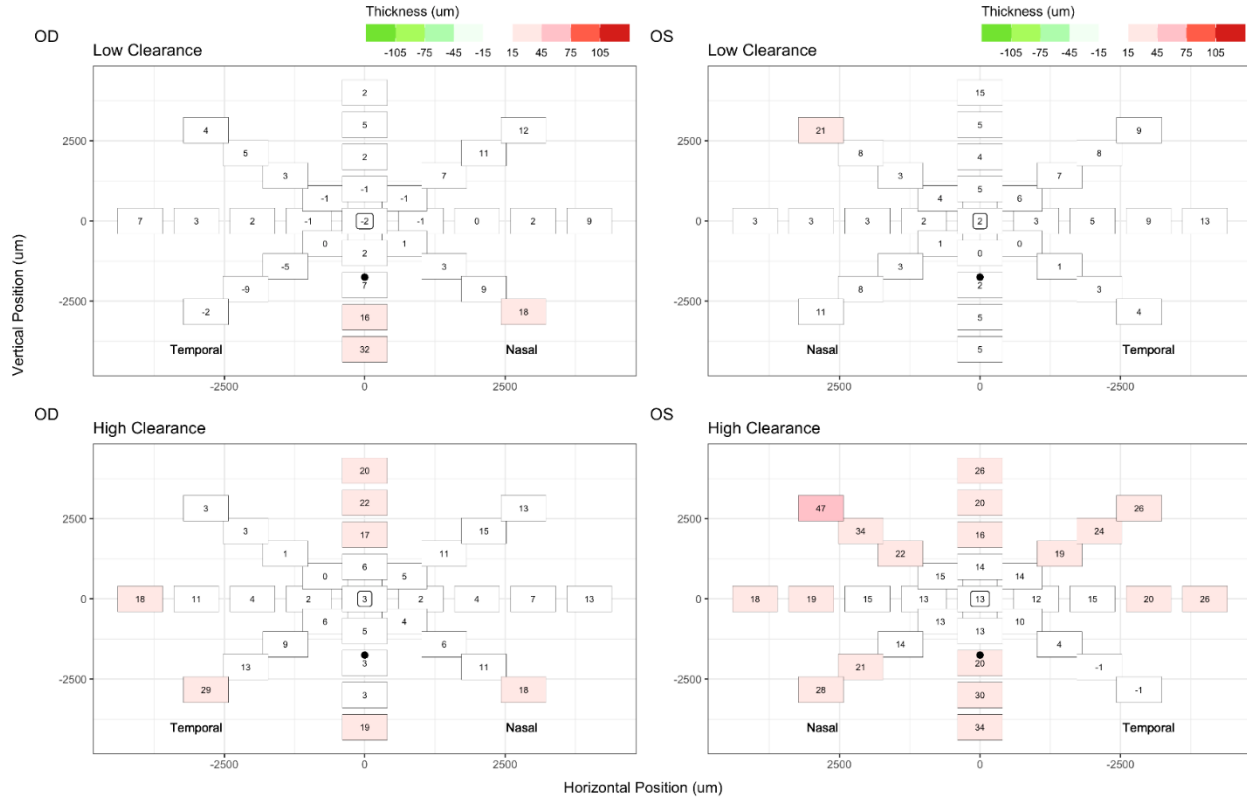 OD
Thickness (um)
-105 -75 -45 -15 15 45 75 105
Low Clearance
2
5
4 12
5 2 11
3 7
-1
-1 -1
7 3 2 -1 -2 -1 0 2 9
0 1
2
-5 3
-9 7 9
-2 16 18
32
Temporal Nasal
2500
0
-2500
-2500 0 2500
OS
Thickness (um)
-105 -75 -45 -15 15 45 75 105
Low Clearance
15
5
21 9
8 4 8
3 7
5
4 6
3 3 3 2 2 3 5 9 13
1 0
0
3 1
8 2 3
11 5 4
5
Nasal Temporal
2500 0 -2500
Vertical Position (um)
OD
High Clearance
20
22
3 13
3 17 15
1 11
6
0 5
18 11 4 2 3 2 4 7 13
6 4
5
9 6
13 3 11
29 3 18
19
Temporal Nasal
2500
0
-2500
-2500 0 2500
OS
High Clearance
26
20
47 26
34 16 24
22 19
14
15 14
18 19 15 13 13 12 15 20 26
13 10
13
14 4
21 20 -1
28 30 -1
34
Nasal Temporal
2500 0 -2500
Horizontal Position (um)